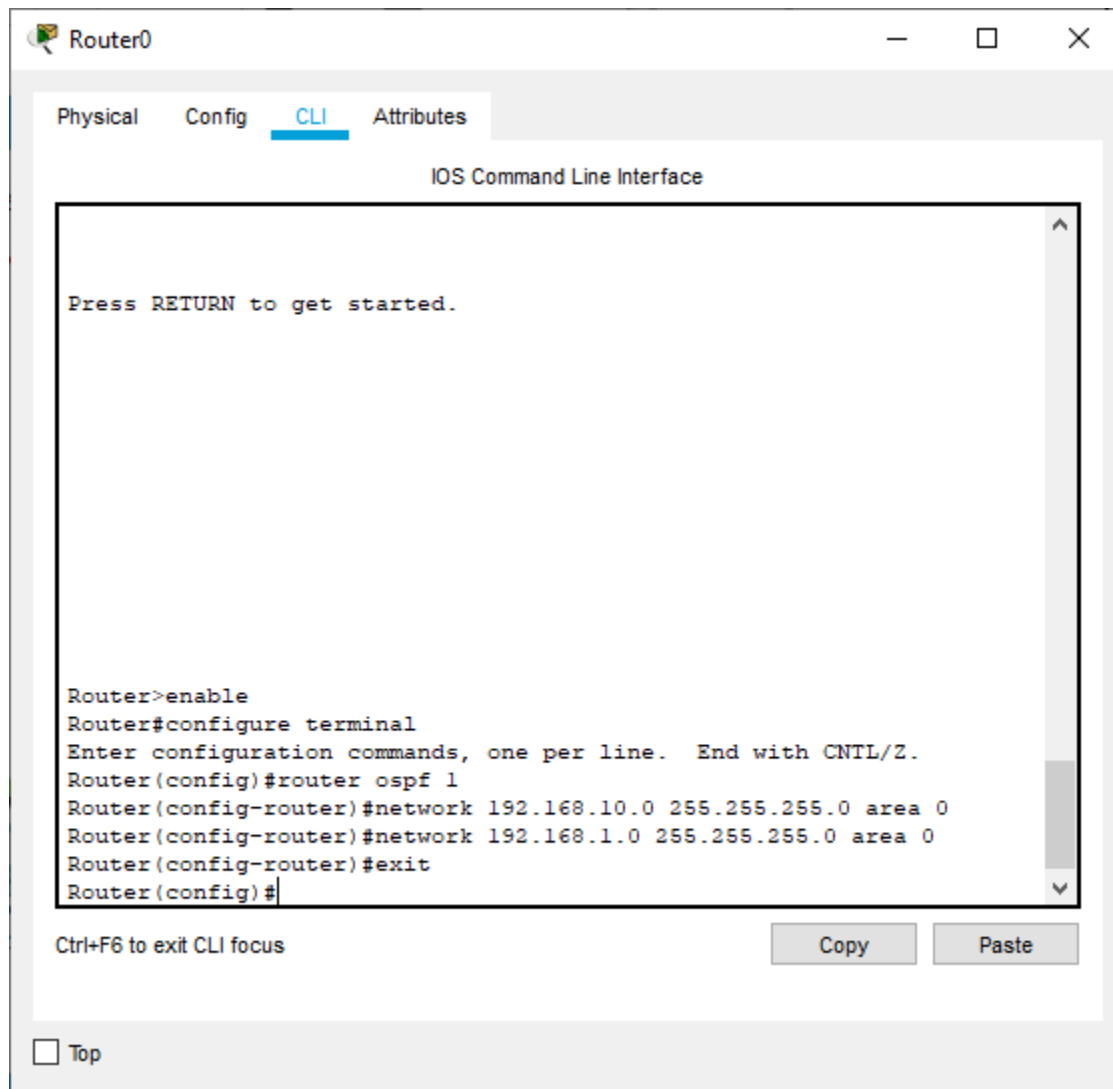 Router0
Physical Config CLI Attributes
IOS Command Line Interface
Press RETURN to get started.
Router>enable
Router#configure terminal
Enter configuration commands, one per line.  End with CNTL/Z.
Router(config)#router ospf 1
Router(config-router)#network 192.168.10.0 255.255.255.0 area 0
Router(config-router)#network 192.168.1.0 255.255.255.0 area 0
Router(config-router)#exit
Router(config)#
Ctrl+F6 to exit CLI focus Copy Paste
Top